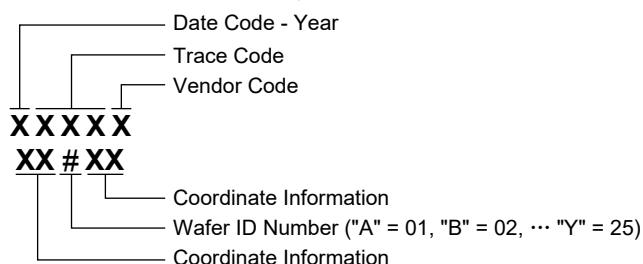 Date Code - Year
Trace Code
Vendor Code
XXXXX
XX # XX
Coordinate Information
Wafer ID Number ("A" = 01, "B" = 02, ⋯ "Y" = 25)
Coordinate Information